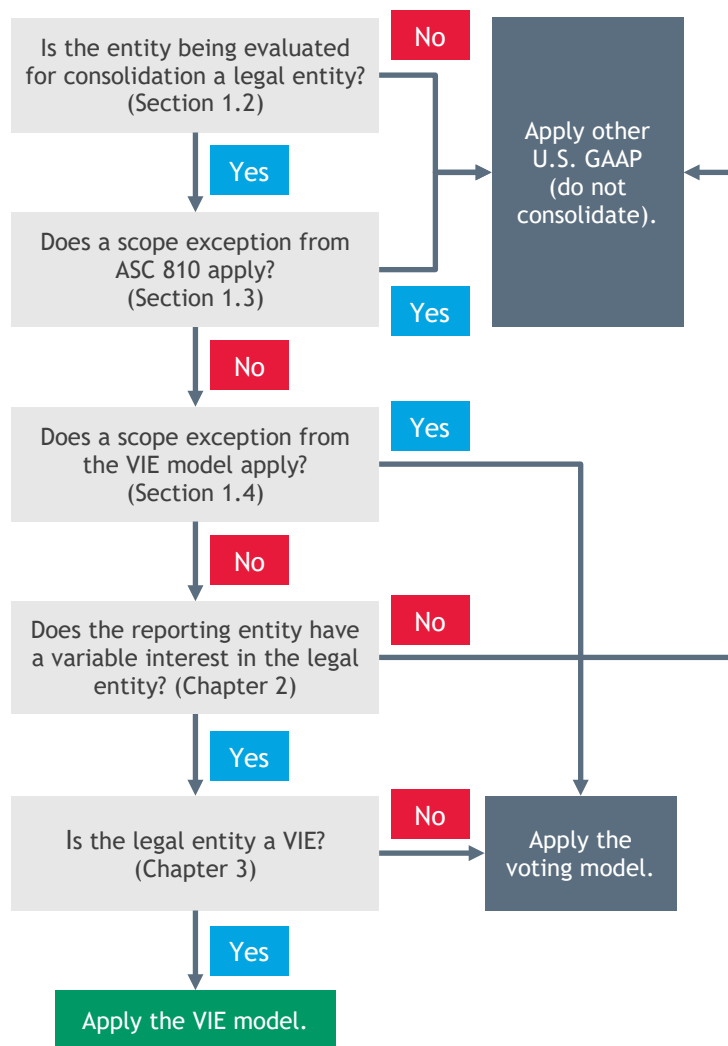 Is the entity being evaluated
for consolidation a legal entity?
(Section 1.2)
No
Apply other
U.S. GAAP
(do not
consolidate).
Yes
Does a scope exception from
ASC 810 apply?
(Section 1.3)
Yes
No
Does a scope exception from
the VIE model apply?
(Section 1.4)
Yes
No
Does the reporting entity have
a variable interest in the legal
entity? (Chapter 2)
No
Yes
Is the legal entity a VIE?
(Chapter 3)
No
Apply the
voting model.
Yes
Apply the VIE model.